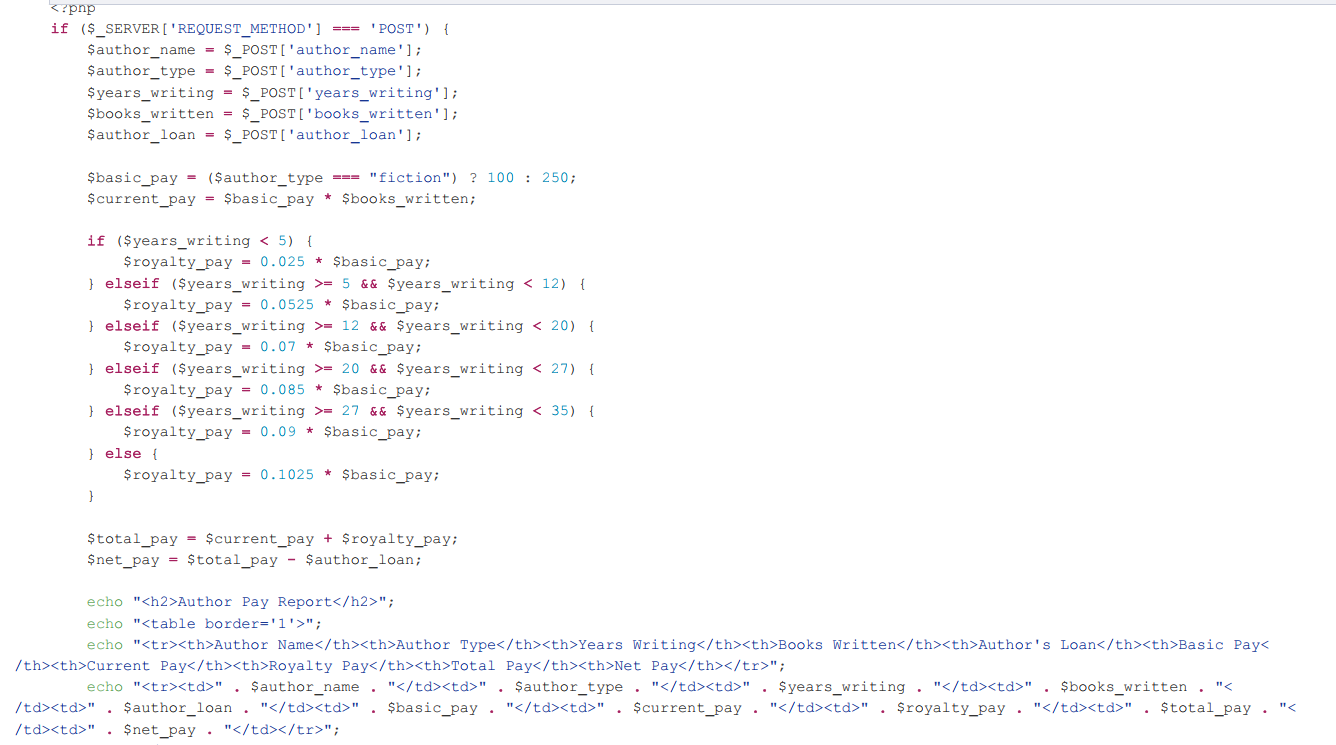 <?php
if ($_SERVER['REQUEST_METHOD'] === 'POST') {
$author_name = $_POST['author_name'];
$author_type = $_POST['author_type'];
$years_writing = $_POST['years_writing'];
$books_written = $_POST['books_written'];
$author_loan = $_POST['author_loan'];
$basic_pay = ($author_type === "fiction") ? 100 : 250;
$current_pay = $basic_pay * $books_written;
if ($years_writing < 5) {
$royalty_pay = 0.025 * $basic_pay;
} elseif ($years_writing >= 5 && $years_writing < 12) {
$royalty_pay = 0.0525 * $basic_pay;
} elseif ($years_writing >= 12 && $years_writing < 20) {
$royalty_pay = 0.07 * $basic_pay;
} elseif ($years_writing >= 20 && $years_writing < 27) {
$royalty_pay = 0.085 * $basic_pay;
} elseif ($years_writing >= 27 && $years_writing < 35) {
$royalty_pay = 0.09 * $basic_pay;
} else {
$royalty_pay = 0.1025 * $basic_pay;
}
$total_pay = $current_pay + $royalty_pay;
$net_pay = $total_pay - $author_loan;
echo "<h2>Author Pay Report</h2>";
echo "<table border='1'>";
echo "<tr><th>Author Name</th><th>Author Type</th><th>Years Writing</th><th>Books Written</th><th>Author's Loan</th><th>Basic Pay<
/th><th>Current Pay</th><th>Royalty Pay</th><th>Total Pay</th><th>Net Pay</th></tr>";
echo "<tr><td>" . $author_name . "</td><td>" . $author_type . "</td><td>" . $years_writing . "</td><td>" . $books_written . "<
/td><td>" . $author_loan . "</td><td>" . $basic_pay . "</td><td>" . $current_pay . "</td><td>" . $royalty_pay . "</td><td>" . $total_pay . "<
/td><td>" . $net_pay . "</td></tr>";